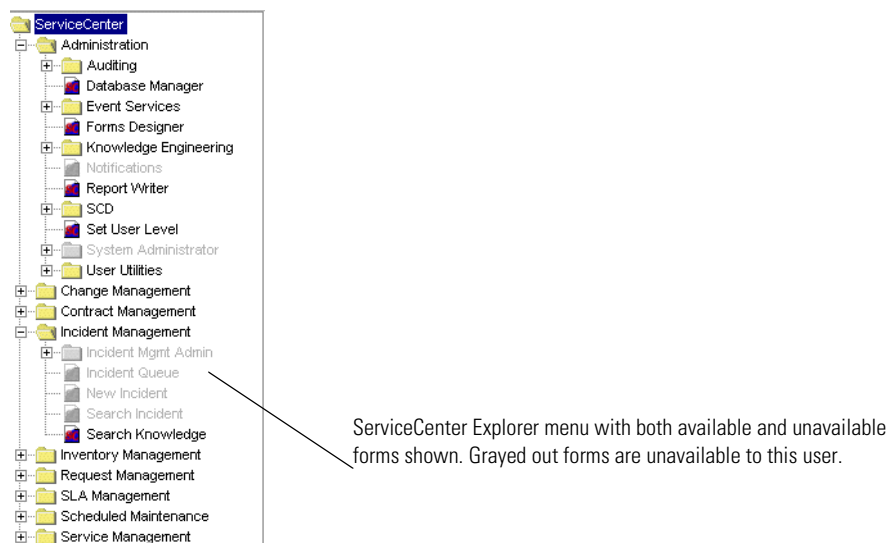 ServiceCenter
Administration
Auditing
Database Manager
Event Services
Forms Designer
Knowledge Engineering
Notifications
Report Writer
SCD
Set User Level
System Administrator
User Utilities
Change Management
Contract Management
Incident Management
Incident Mgmt Admin
Incident Queue
New Incident
Search Incident
Search Knowledge
Inventory Management
Request Management
SLA Management
Scheduled Maintenance
Service Management
ServiceCenter Explorer menu with both available and unavailable
forms shown. Grayed out forms are unavailable to this user.